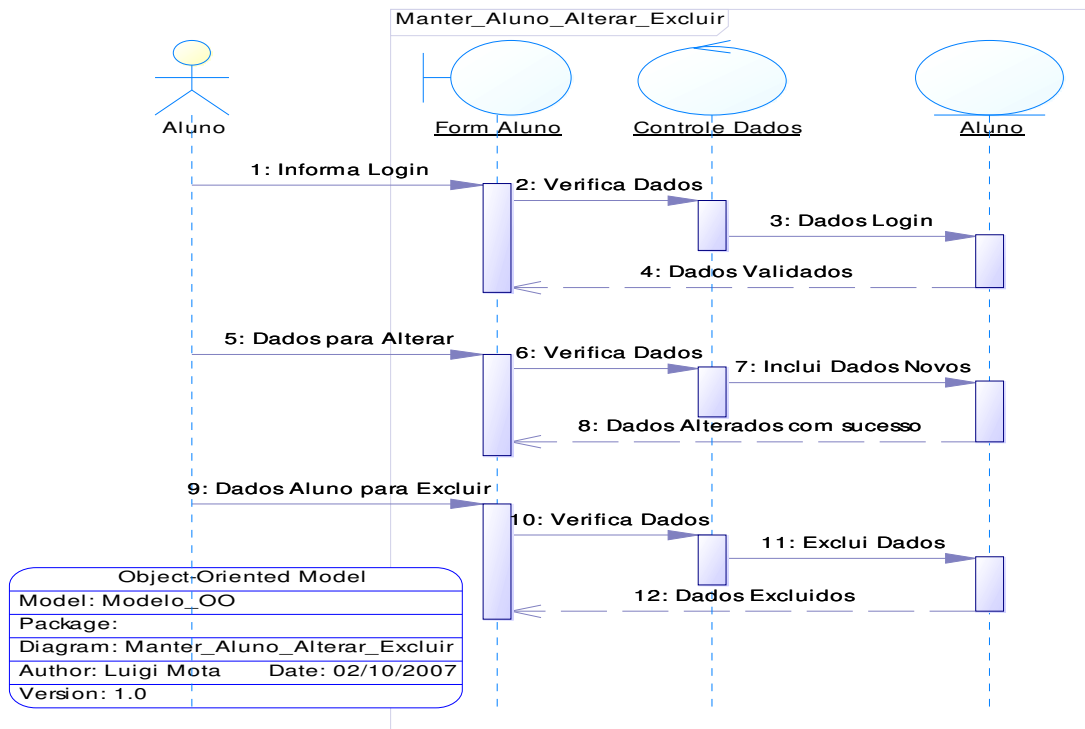 Manter_Aluno_Alterar_Excluir
Aluno
Form Aluno
Controle Dados
Aluno
1: Informa Login
2: Verifica Dados
3: Dados Login
4: Dados Validados
5: Dados para Alterar
6: Verifica Dados
7: Inclui Dados Novos
8: Dados Alterados com sucesso
9: Dados Aluno para Excluir
10: Verifica Dados
11: Exclui Dados
12: Dados Excluidos
Object-Oriented Model
Model: Modelo_OO
Package:
Diagram: Manter_Aluno_Alterar_Excluir
Author: Luigi Mota Date: 02/10/2007
Version: 1.0